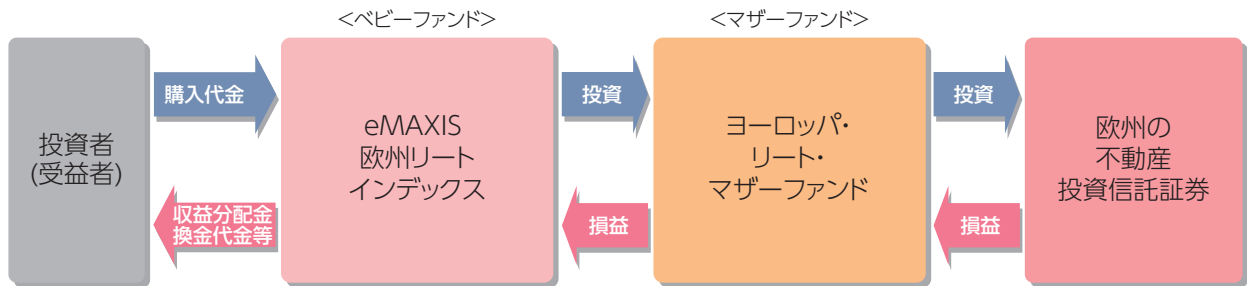 <ベビーファンド>
<マザーファンド>
投資者
(受益者)
購入代金
収益分配金
換金代金等
eMAXIS
欧州リート
インデックス
投資
損益
ヨーロッパ・
リート・
マザーファンド
投資
損益
欧州の
不動産
投資信託証券